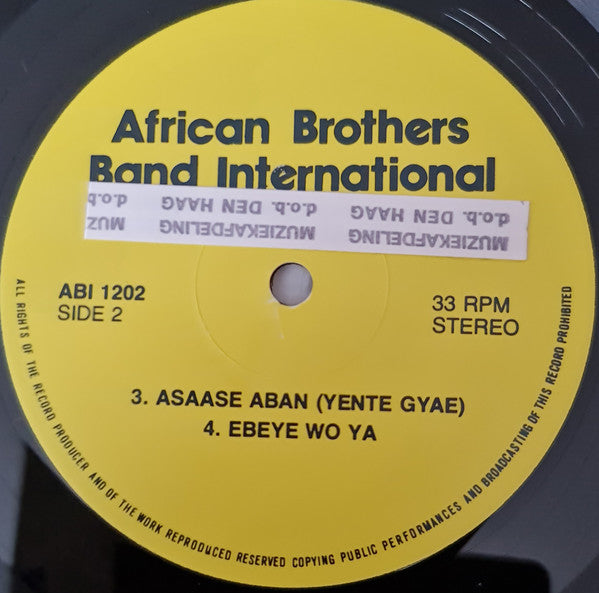 African Brothers
Band International
d.o.b. DEN HAAG d.o.b
MUZIEKAFDELING MUZIEKAFDELING MUZ
ABI 1202
SIDE 2
33 RPM
STEREO
3. ASAASE ABAN (YENTE GYAE)
4. EBEYE WO YA
ALL RIGHTS OF THE RECORD PRODUCER AND OF THE WORK REPRODUCED RESERVED COPYING PUBLIC PERFORMANCES AND BROADCASTING OF THIS RECORD PROHIBITED